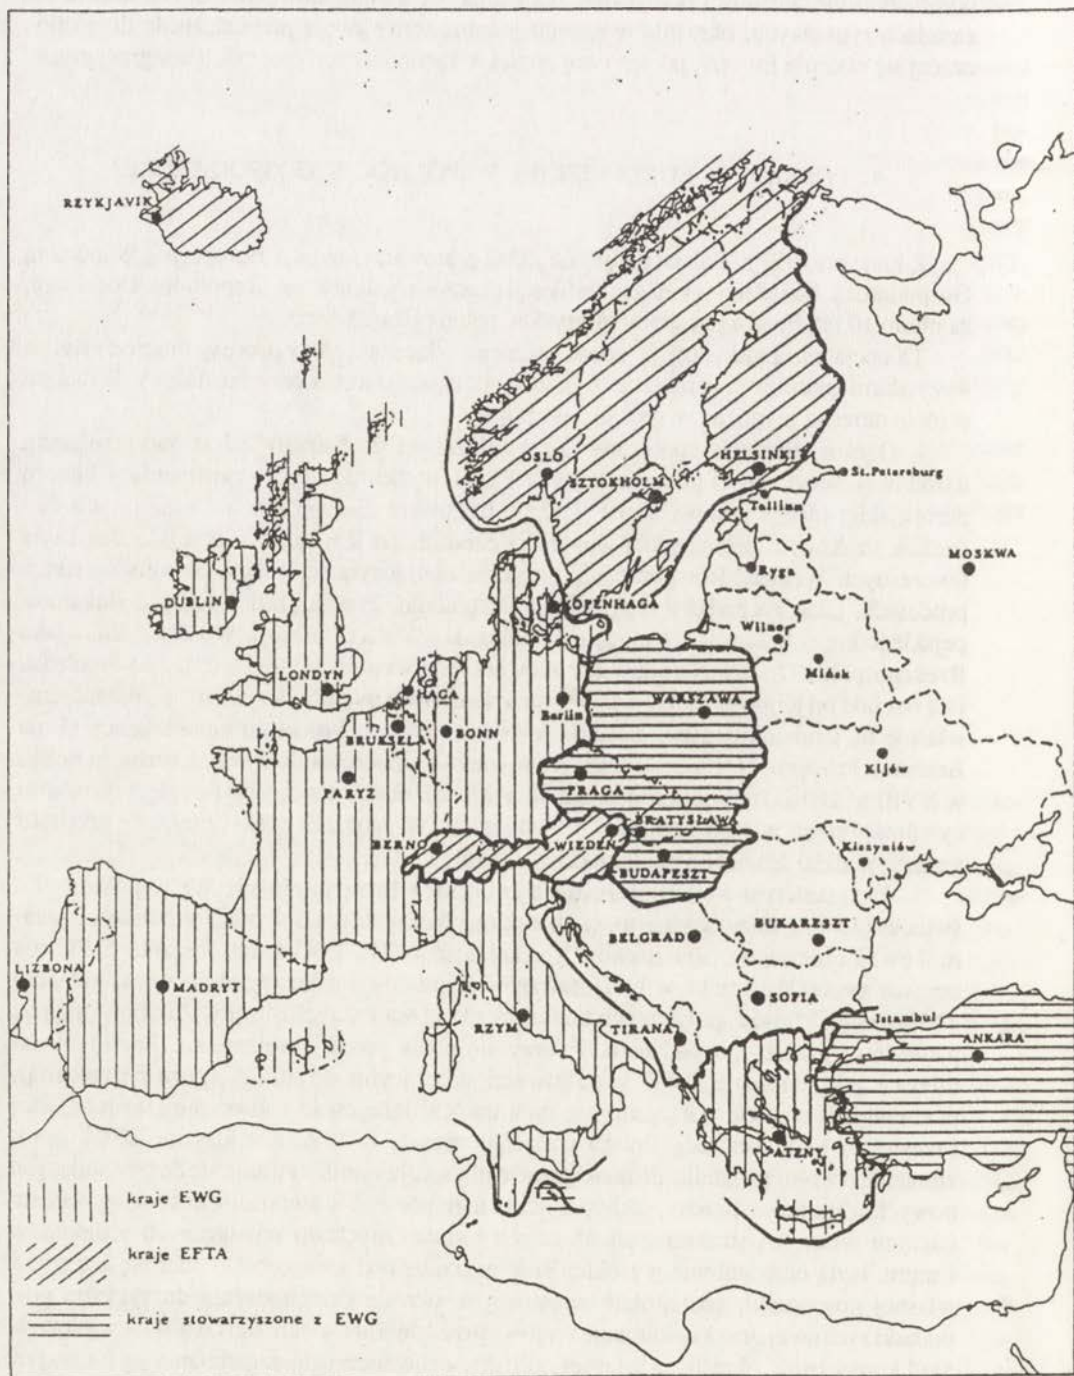 REYKJAVIK
OSLO
HELSINKI
SZTOKHOLM
St. Petersburg
Tallinn
MOSKWA
Ryga
DUBLIN
KOPENHAGA
Wilno
Mińsk
LONDYN
HAGA
Berlin
WARSZAWA
BRUKSELA
BONN
Kijów
PARYŻ
PRAGA
BRATYSŁAWA
BERNO
WIEDEŃ
Kiszyniów
BUDAPESZT
BELGRAD
BUKARESZT
LIZBONA
MADRYT
SOFIA
RZYM
TIRANA
Istambul
ANKARA
ATENY
kraje EWG
kraje EFTA
kraje stowarzyszone z EWG